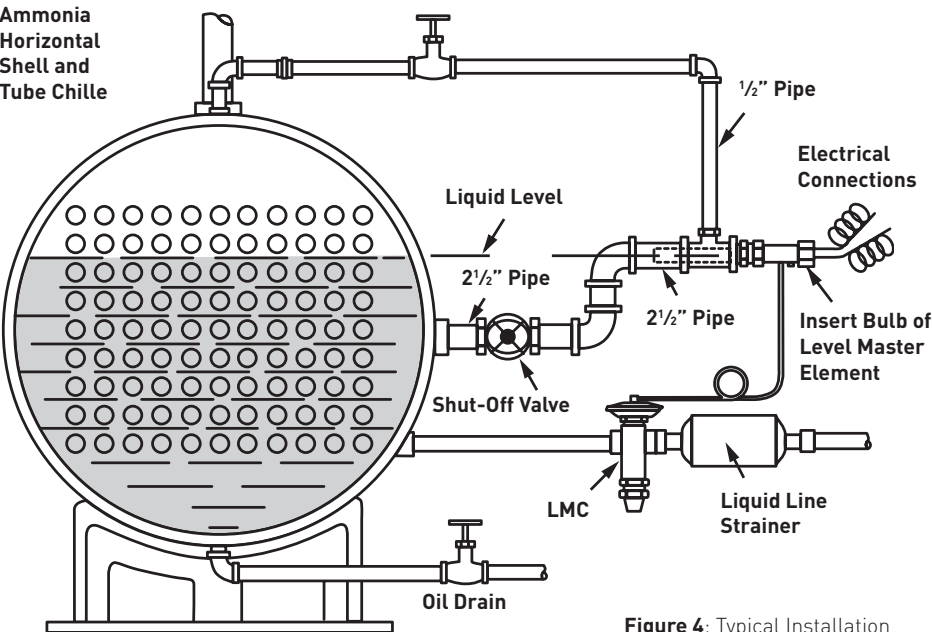 Ammonia
Horizontal
Shell and
Tube Chille
½” Pipe
Electrical
Connections
Liquid Level
2½” Pipe
2½” Pipe
Insert Bulb of
Level Master
Element
Shut-Off Valve
LMC
Liquid Line
Strainer
Oil Drain
Figure 4: Typical Installation